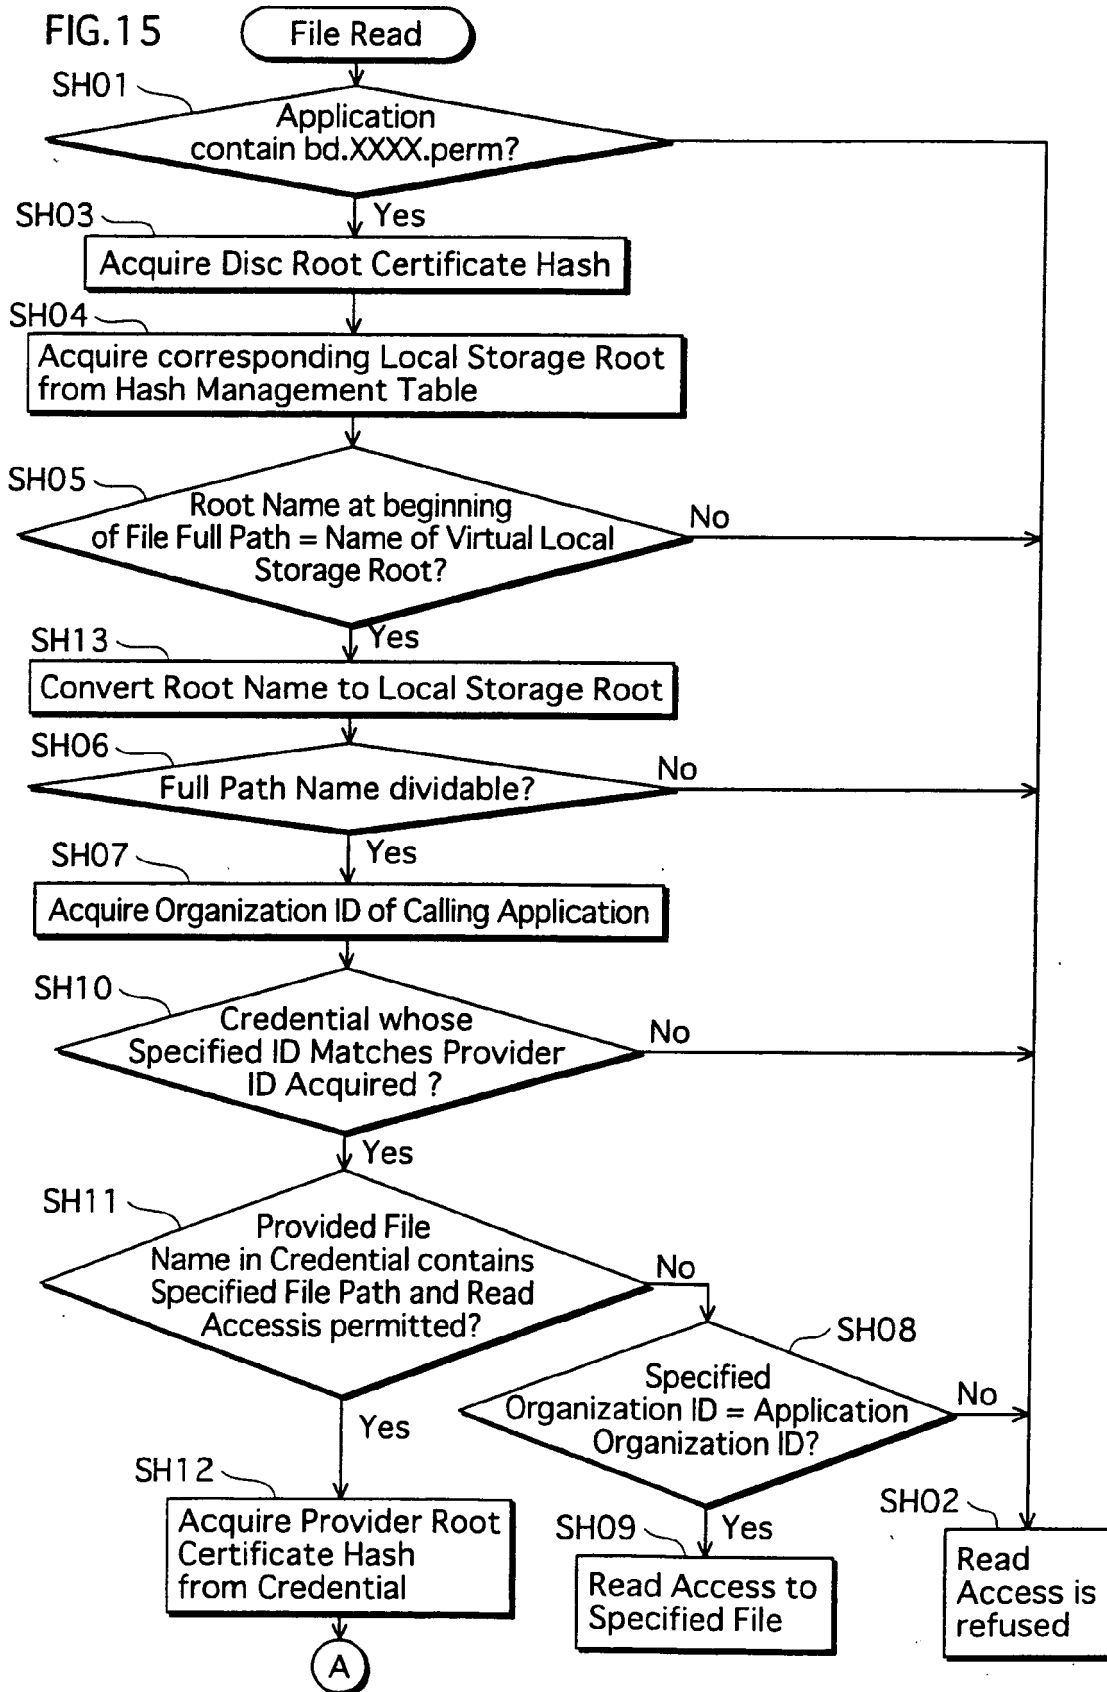 FIG.15
File Read
SH01
Application
contain bd.XXXX.perm?
Yes
SH03
Acquire Disc Root Certificate Hash
SH04
Acquire corresponding Local Storage Root
from Hash Management Table
SH05
Root Name at beginning
of File Full Path = Name of Virtual Local
Storage Root?
No
Yes
SH13
Convert Root Name to Local Storage Root
SH06
Full Path Name dividable?
No
Yes
SH07
Acquire Organization ID of Calling Application
SH10
Credential whose
Specified ID Matches Provider
ID Acquired ?
No
Yes
SH11
Provided File
Name in Credential contains
Specified File Path and Read
Accessis permitted?
No
Yes
SH08
Specified
Organization ID = Application
Organization ID?
No
Yes
SH12
Acquire Provider Root
Certificate Hash
from Credential
SH09
Read Access to
Specified File
SH02
Read
Access is
refused
A